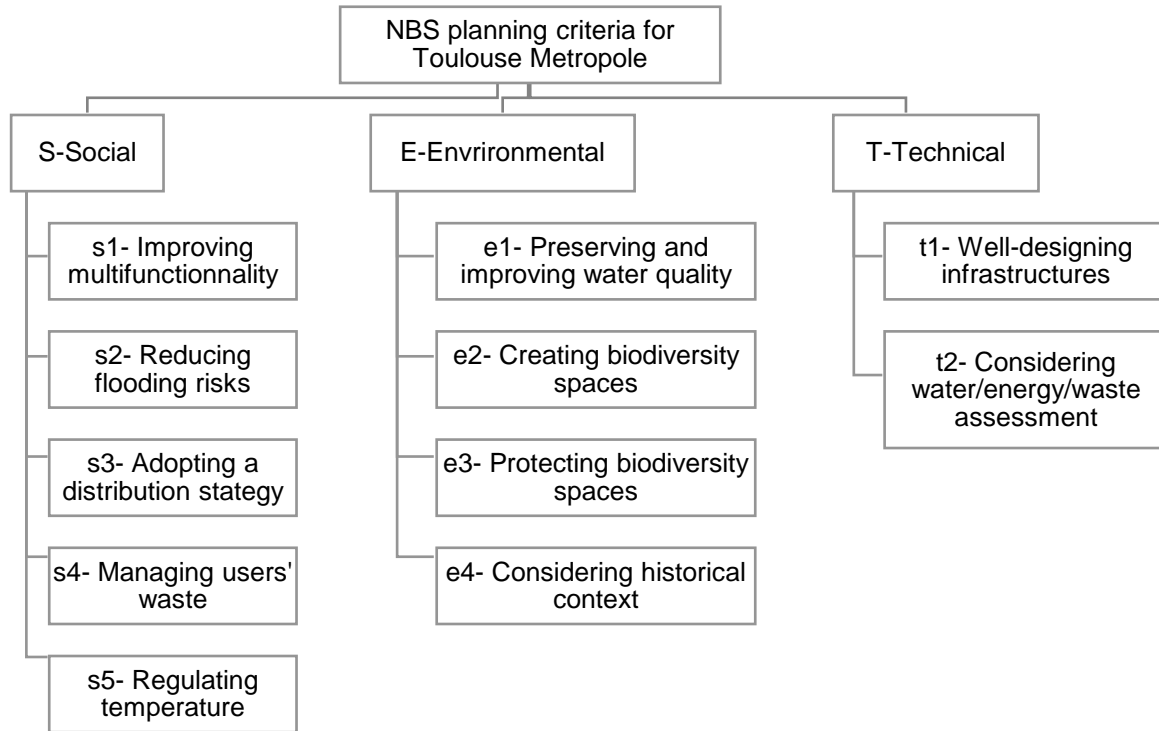 NBS planning criteria for
Toulouse Metropole
S-Social
s1- Improving
multifunctionnality
s2- Reducing
flooding risks
s3- Adopting a
distribution stategy
s4- Managing users'
waste
s5- Regulating
temperature
E-Envrironmental
e1- Preserving and
improving water quality
e2- Creating biodiversity
spaces
e3- Protecting biodiversity
spaces
e4- Considering historical
context
T-Technical
t1- Well-designing
infrastructures
t2- Considering
water/energy/waste
assessment